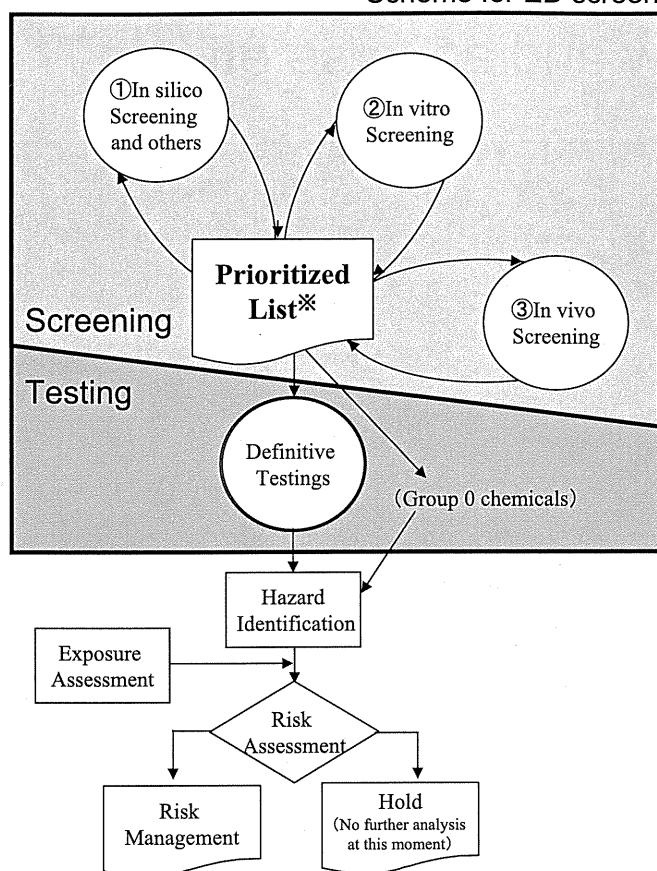 Scheme for ED screen
①In silico
Screening
and others
②In vitro
Screening
Prioritized
List※
③In vivo
Screening
Screening
Testing
Definitive
Testings
(Group 0 chemicals)
Hazard
Identification
Exposure
Assessment
Risk
Assessment
Risk
Management
Hold
(No further analysis
at this moment)